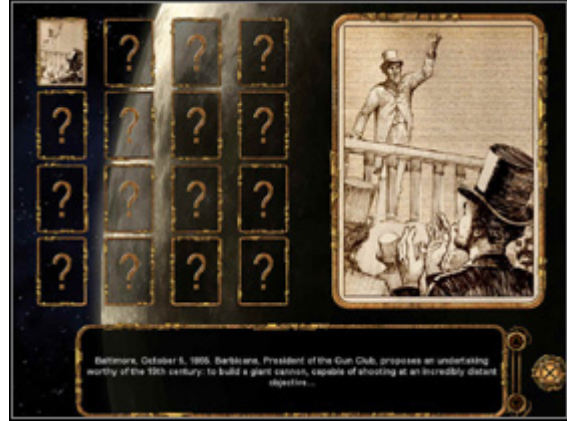 ? ? ?
? ? ? ?
? ? ? ?
? ? ? ?
Baltimore, October 5, 1865. Barbicane, President of the Gun Club, proposes an undertaking
worthy of the 19th century: to build a giant cannon, capable of shooting at an incredibly distant
objective...